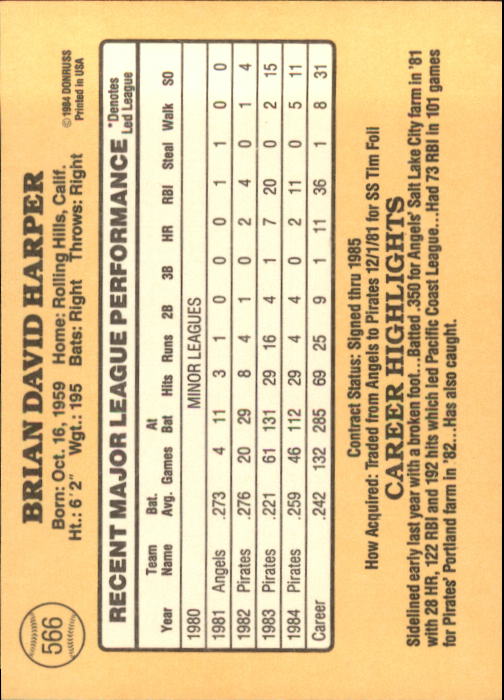 566
BRIAN DAVID HARPER
© 1984 DONRUSS
Printed in USA
Born: Oct. 16, 1959 Home: Rolling Hills, Calif.
Ht.: 6'2" Wgt.: 195 Bats: Right Throws: Right
RECENT MAJOR LEAGUE PERFORMANCE *Denotes Led League
Team Bat. At
Year Name Avg. Games Bat Hits Runs 2B 3B HR RBI Steal Walk SO
1980 MINOR LEAGUES
1981 Angels .273 4 11 3 1 0 0 0 1 1 0 0
1982 Pirates .276 20 29 8 4 1 0 2 4 0 1 4
1983 Pirates .221 61 131 29 16 4 1 7 20 0 2 15
1984 Pirates .259 46 112 29 4 4 0 2 11 0 5 11
Career .242 132 285 69 25 9 1 11 36 1 8 31
Contract Status: Signed thru 1985
How Acquired: Traded from Angels to Pirates 12/1/81 for SS Tim Foli
CAREER HIGHLIGHTS
Sidelined early last year with a broken foot...Batted .350 for Angels' Salt Lake City farm in '81
with 28 HR, 122 RBI and 192 hits which led Pacific Coast League...Had 73 RBI in 101 games
for Pirates' Portland farm in '82...Has also caught.